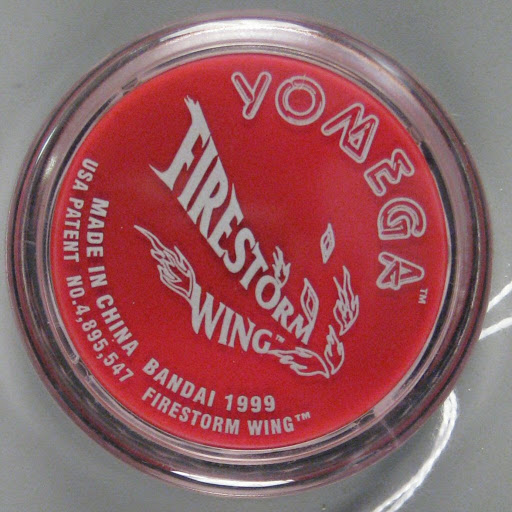 YOMEGA™
FIRESTORM
WING™
MADE IN CHINA BANDAI 1999
USA PATENT NO.4,895,547 FIRESTORM WING™